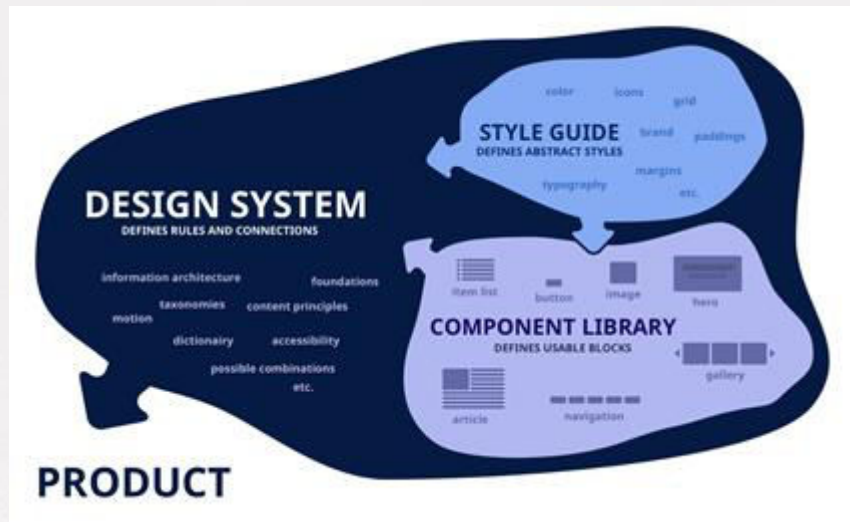 DESIGN SYSTEM
DEFINES RULES AND CONNECTIONS
information architecture
foundations
taxonomies
content principles
motion
dictionairy
accessibility
possible combinations
etc.
STYLE GUIDE
DEFINES ABSTRACT STYLES
color
icons
grid
brand
paddings
margins
typography
etc.
COMPONENT LIBRARY
DEFINES USABLE BLOCKS
item list
button
image
hero
gallery
article
navigation
PRODUCT